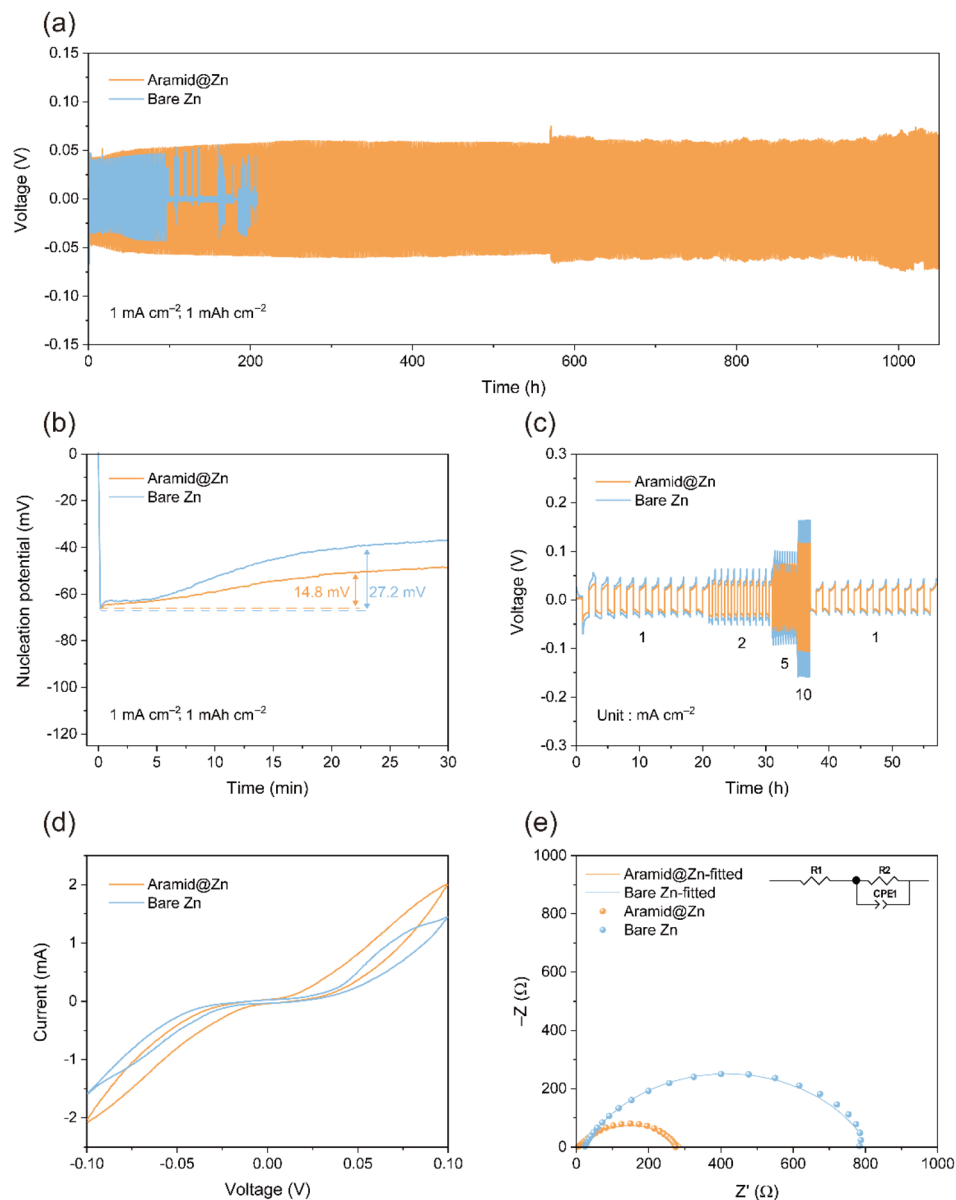 (a)
0.15
0.10
0.05
0.00
-0.05
-0.10
-0.15
Voltage (V)
Aramid@Zn
Bare Zn
1 mA cm⁻²; 1 mAh cm⁻²
0
200
400
600
800
1000
Time (h)
(b)
0
-20
-40
-60
-80
-100
-120
Nucleation potential (mV)
Aramid@Zn
Bare Zn
14.8 mV
27.2 mV
1 mA cm⁻²; 1 mAh cm⁻²
0
5
10
15
20
25
30
Time (min)
(c)
0.3
0.2
0.1
0.0
-0.1
-0.2
-0.3
Voltage (V)
Aramid@Zn
Bare Zn
1
2
5
10
1
Unit : mA cm⁻²
0
10
20
30
40
50
Time (h)
(d)
2
1
0
-1
-2
Current (mA)
Aramid@Zn
Bare Zn
-0.10
-0.05
0.00
0.05
0.10
Voltage (V)
(e)
1000
800
600
400
200
0
–Z (Ω)
Aramid@Zn-fitted
Bare Zn-fitted
Aramid@Zn
Bare Zn
R1
R2
CPE1
0
200
400
600
800
1000
Z' (Ω)